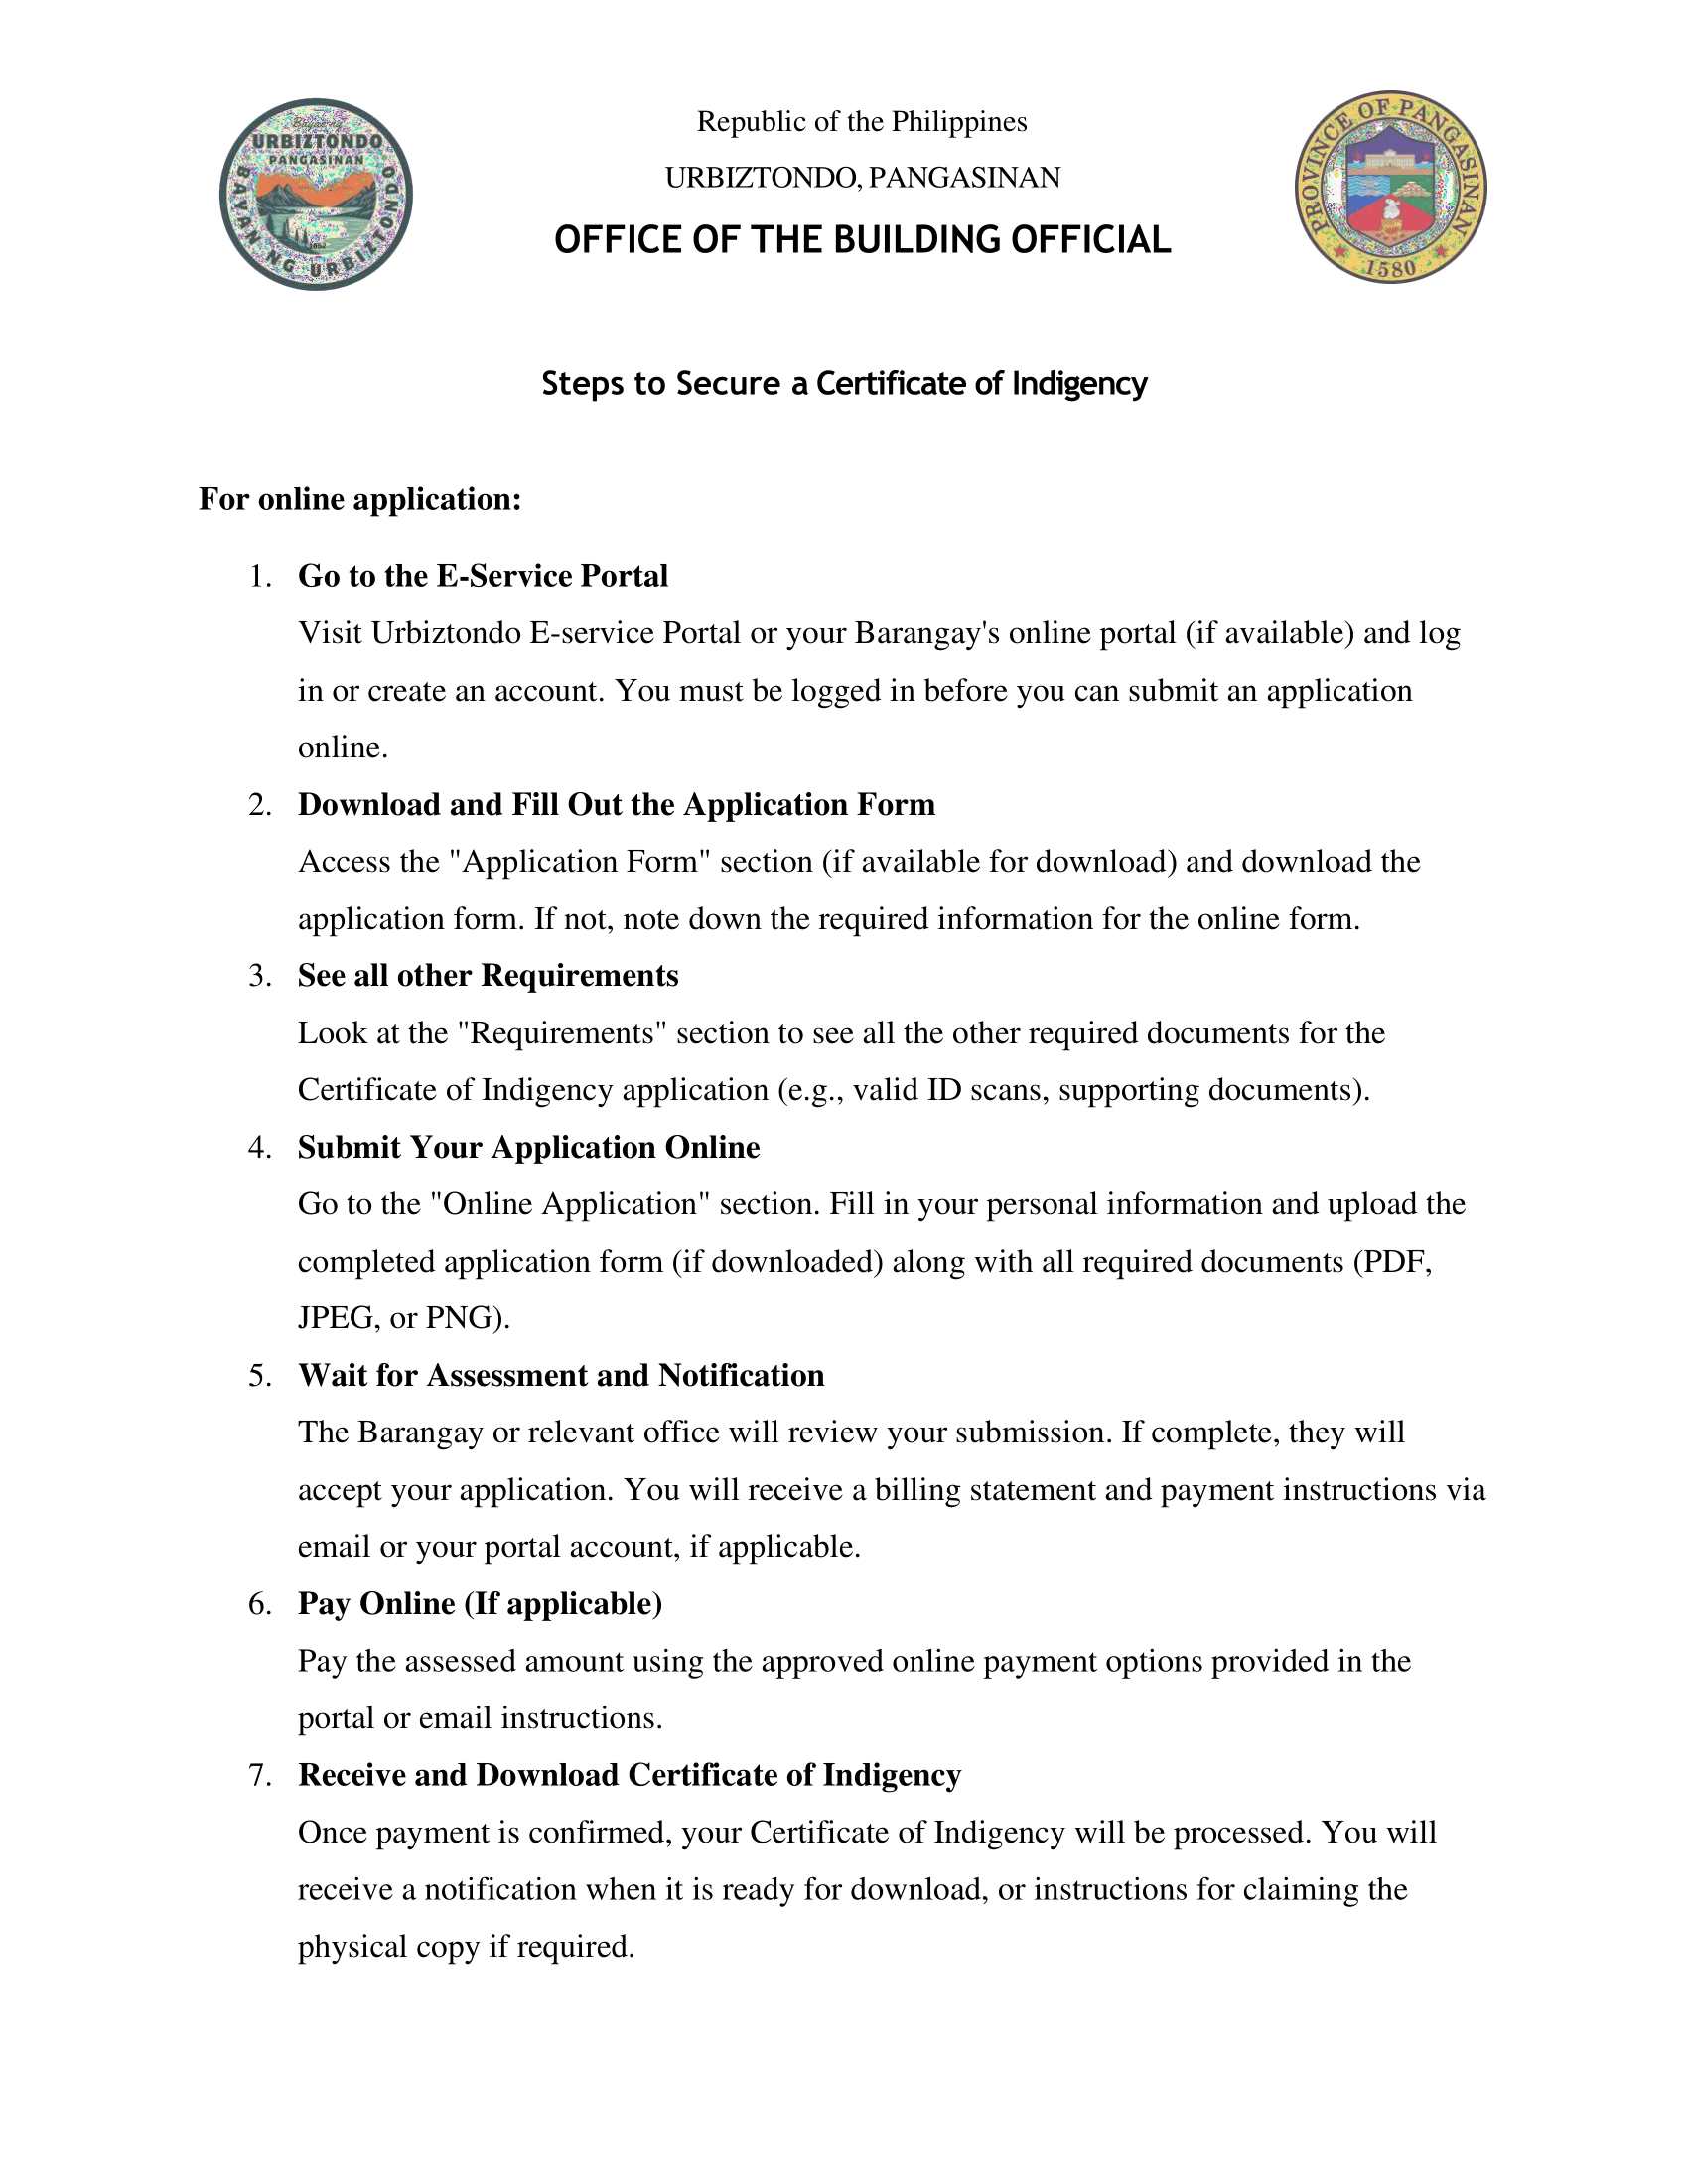 Bayan ng
URBIZTONDO
PANGASINAN
BAYAN NG URBIZTONDO
Republic of the Philippines
URBIZTONDO, PANGASINAN
OFFICE OF THE BUILDING OFFICIAL
PROVINCE OF PANGASINAN
1580
Steps to Secure a Certificate of Indigency
For online application:
1. Go to the E-Service Portal
Visit Urbiztondo E-service Portal or your Barangay's online portal (if available) and log
in or create an account. You must be logged in before you can submit an application
online.
2. Download and Fill Out the Application Form
Access the "Application Form" section (if available for download) and download the
application form. If not, note down the required information for the online form.
3. See all other Requirements
Look at the "Requirements" section to see all the other required documents for the
Certificate of Indigency application (e.g., valid ID scans, supporting documents).
4. Submit Your Application Online
Go to the "Online Application" section. Fill in your personal information and upload the
completed application form (if downloaded) along with all required documents (PDF,
JPEG, or PNG).
5. Wait for Assessment and Notification
The Barangay or relevant office will review your submission. If complete, they will
accept your application. You will receive a billing statement and payment instructions via
email or your portal account, if applicable.
6. Pay Online (If applicable)
Pay the assessed amount using the approved online payment options provided in the
portal or email instructions.
7. Receive and Download Certificate of Indigency
Once payment is confirmed, your Certificate of Indigency will be processed. You will
receive a notification when it is ready for download, or instructions for claiming the
physical copy if required.